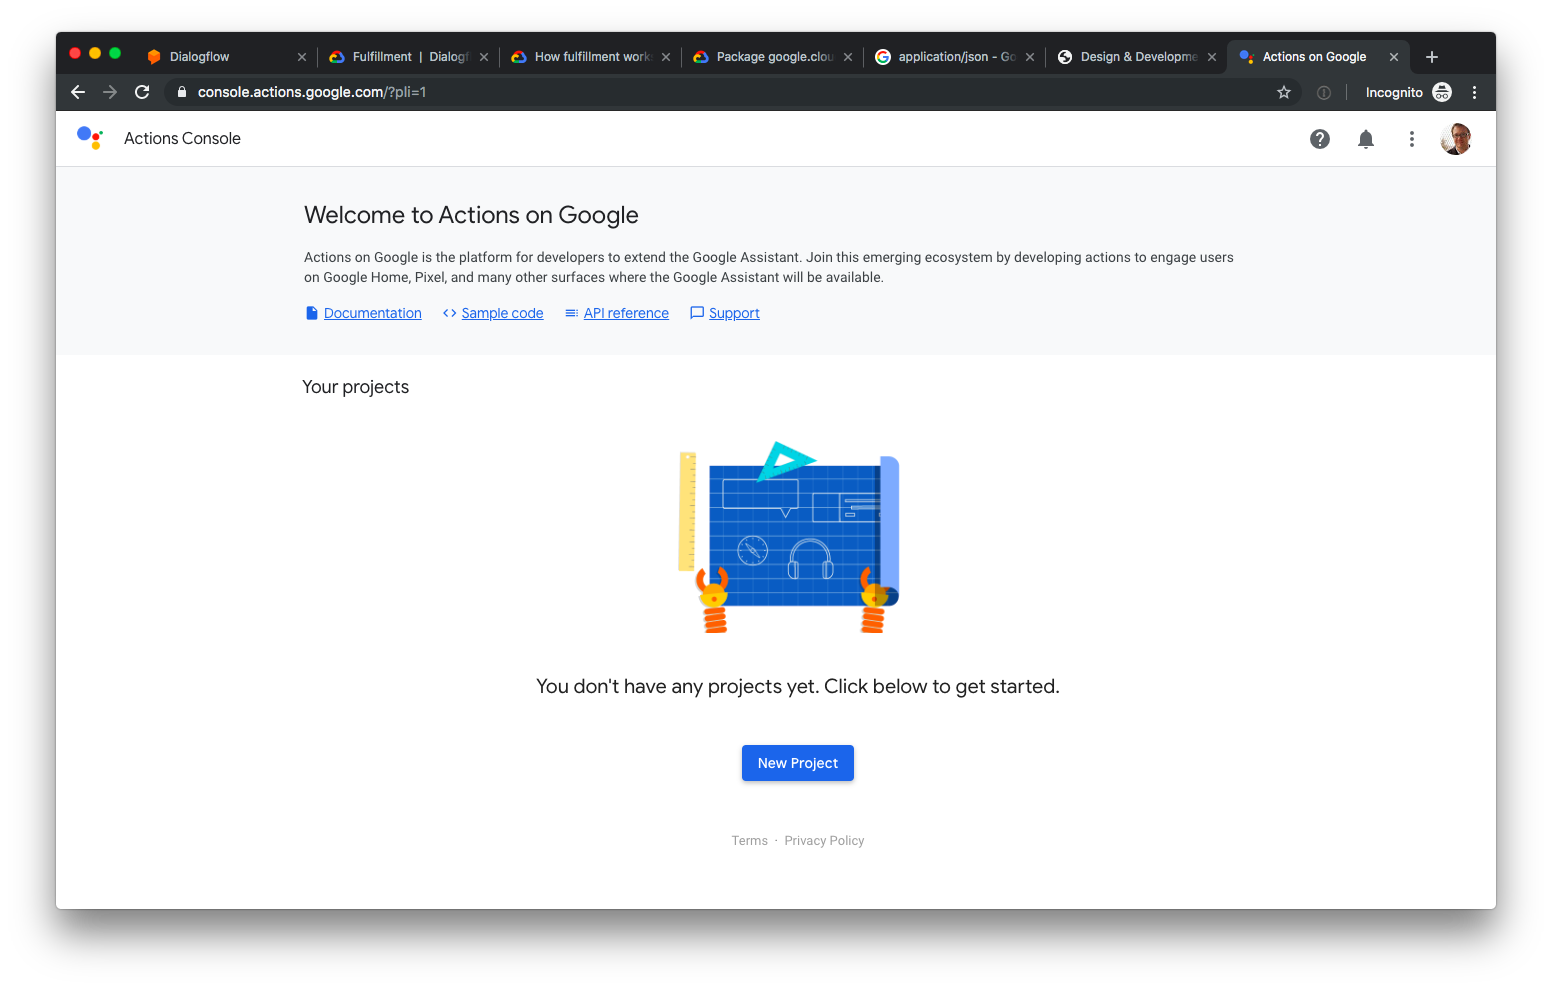 Dialogflow
Fulfillment | Dialogf
How fulfillment works
Package google.clou
application/json - Go
Design & Developme
Actions on Google
console.actions.google.com/?pli=1
Incognito
Actions Console
Welcome to Actions on Google
Actions on Google is the platform for developers to extend the Google Assistant. Join this emerging ecosystem by developing actions to engage users
on Google Home, Pixel, and many other surfaces where the Google Assistant will be available.
Documentation
Sample code
API reference
Support
Your projects
You don't have any projects yet. Click below to get started.
New Project
Terms · Privacy Policy